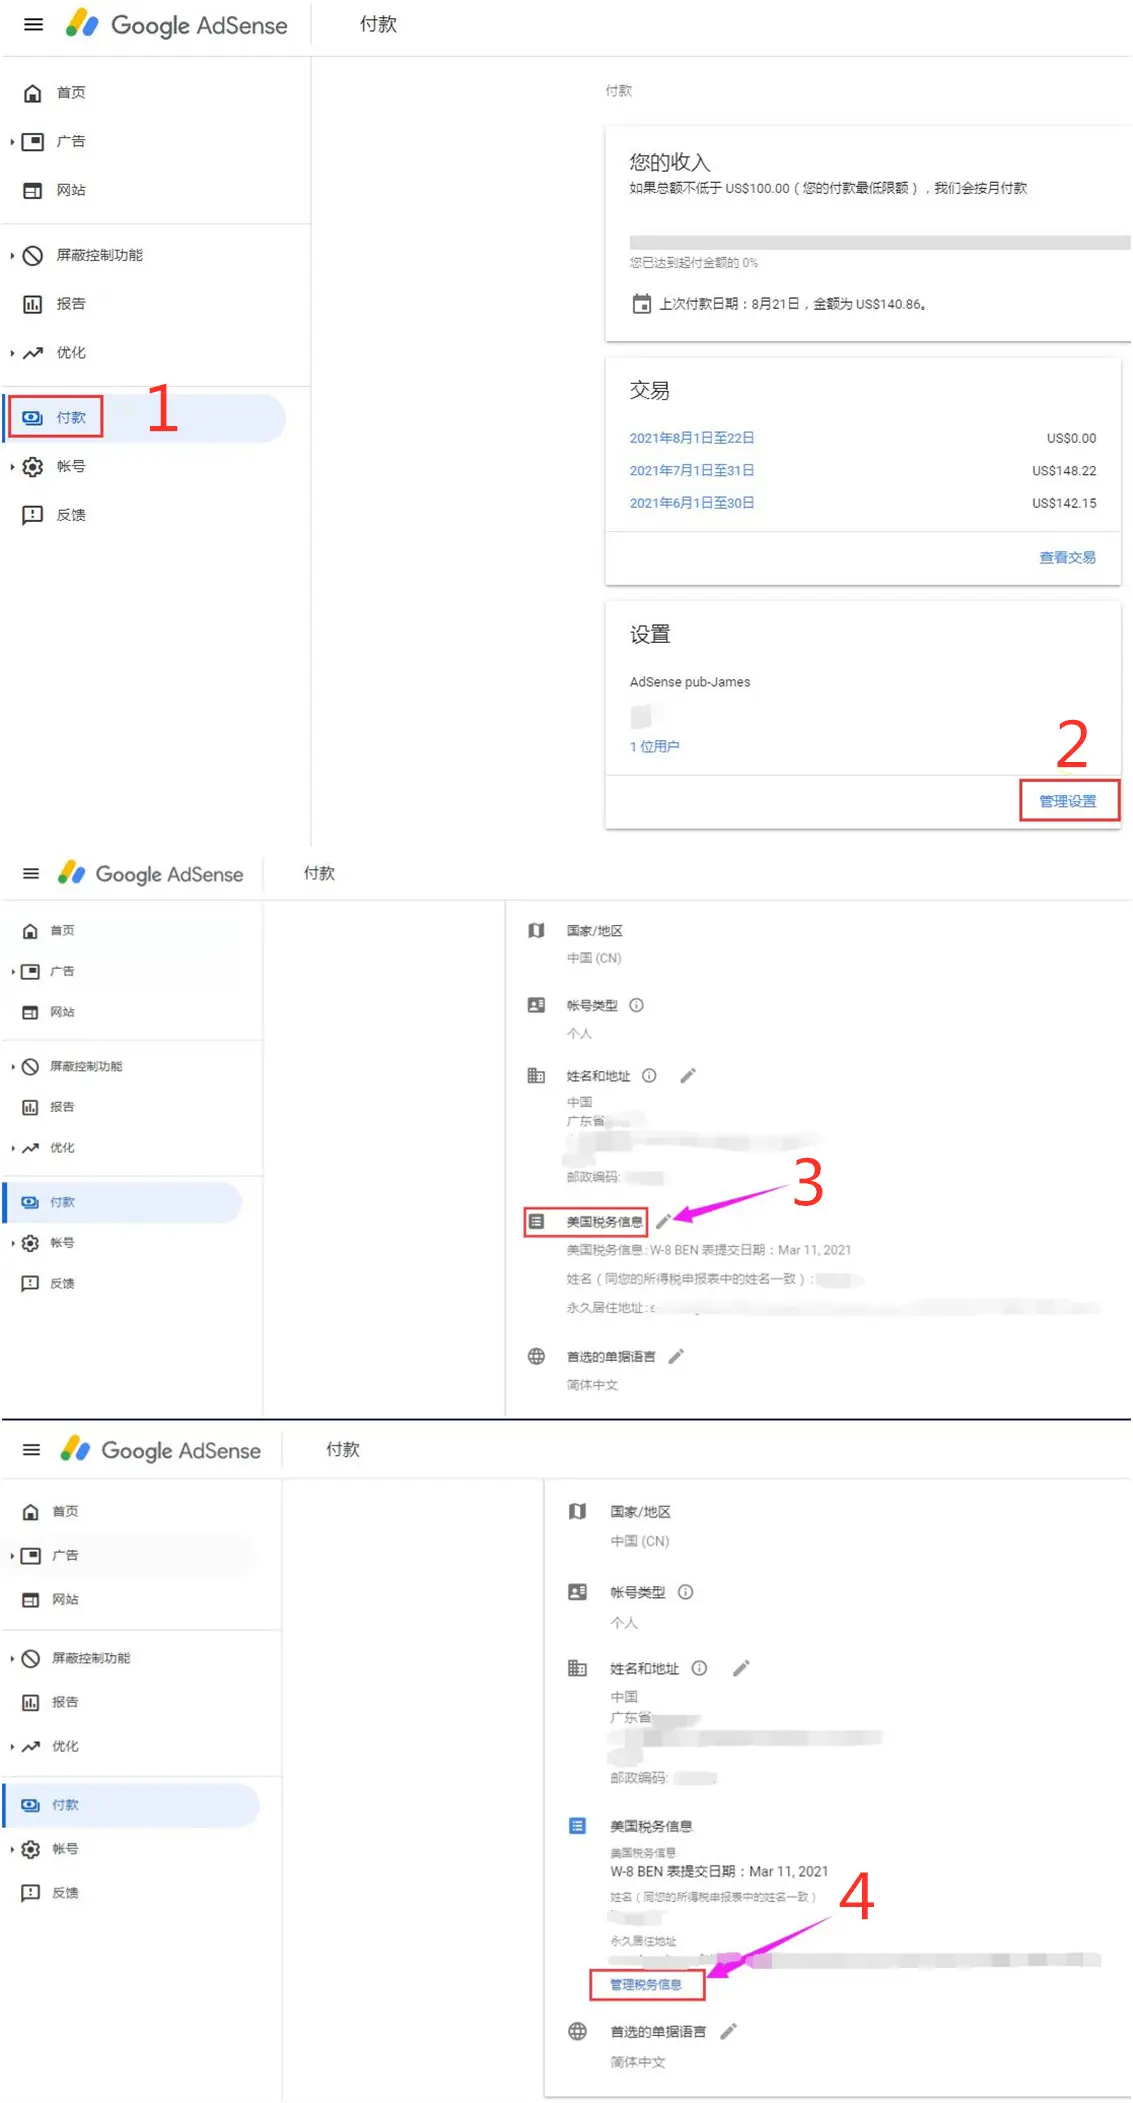 Google AdSense
付款
首页
广告
网站
屏蔽控制功能
报告
优化
付款
1
帐号
反馈
付款
您的收入
如果总额不低于 US$100.00（您的付款最低限额），我们会按月付款
您已达到起付金额的 0%
上次付款日期：8月21日，金额为 US$140.86。
交易
2021年8月1日至22日 US$0.00
2021年7月1日至31日 US$148.22
2021年6月1日至30日 US$142.15
查看交易
设置
AdSense pub-James
1 位用户
2
管理设置
Google AdSense
付款
首页
广告
网站
屏蔽控制功能
报告
优化
付款
帐号
反馈
国家/地区
中国 (CN)
帐号类型
个人
姓名和地址
中国
广东省
邮政编码:
3
美国税务信息
美国税务信息: W-8 BEN 表提交日期：Mar 11, 2021
姓名（同您的所得税申报表中的姓名一致）:
永久居住地址:
首选的单据语言
简体中文
Google AdSense
付款
首页
广告
网站
屏蔽控制功能
报告
优化
付款
帐号
反馈
国家/地区
中国 (CN)
帐号类型
个人
姓名和地址
中国
广东省
邮政编码:
美国税务信息
美国税务信息
W-8 BEN 表提交日期：Mar 11, 2021
姓名（同您的所得税申报表中的姓名一致）
4
永久居住地址
管理税务信息
首选的单据语言
简体中文